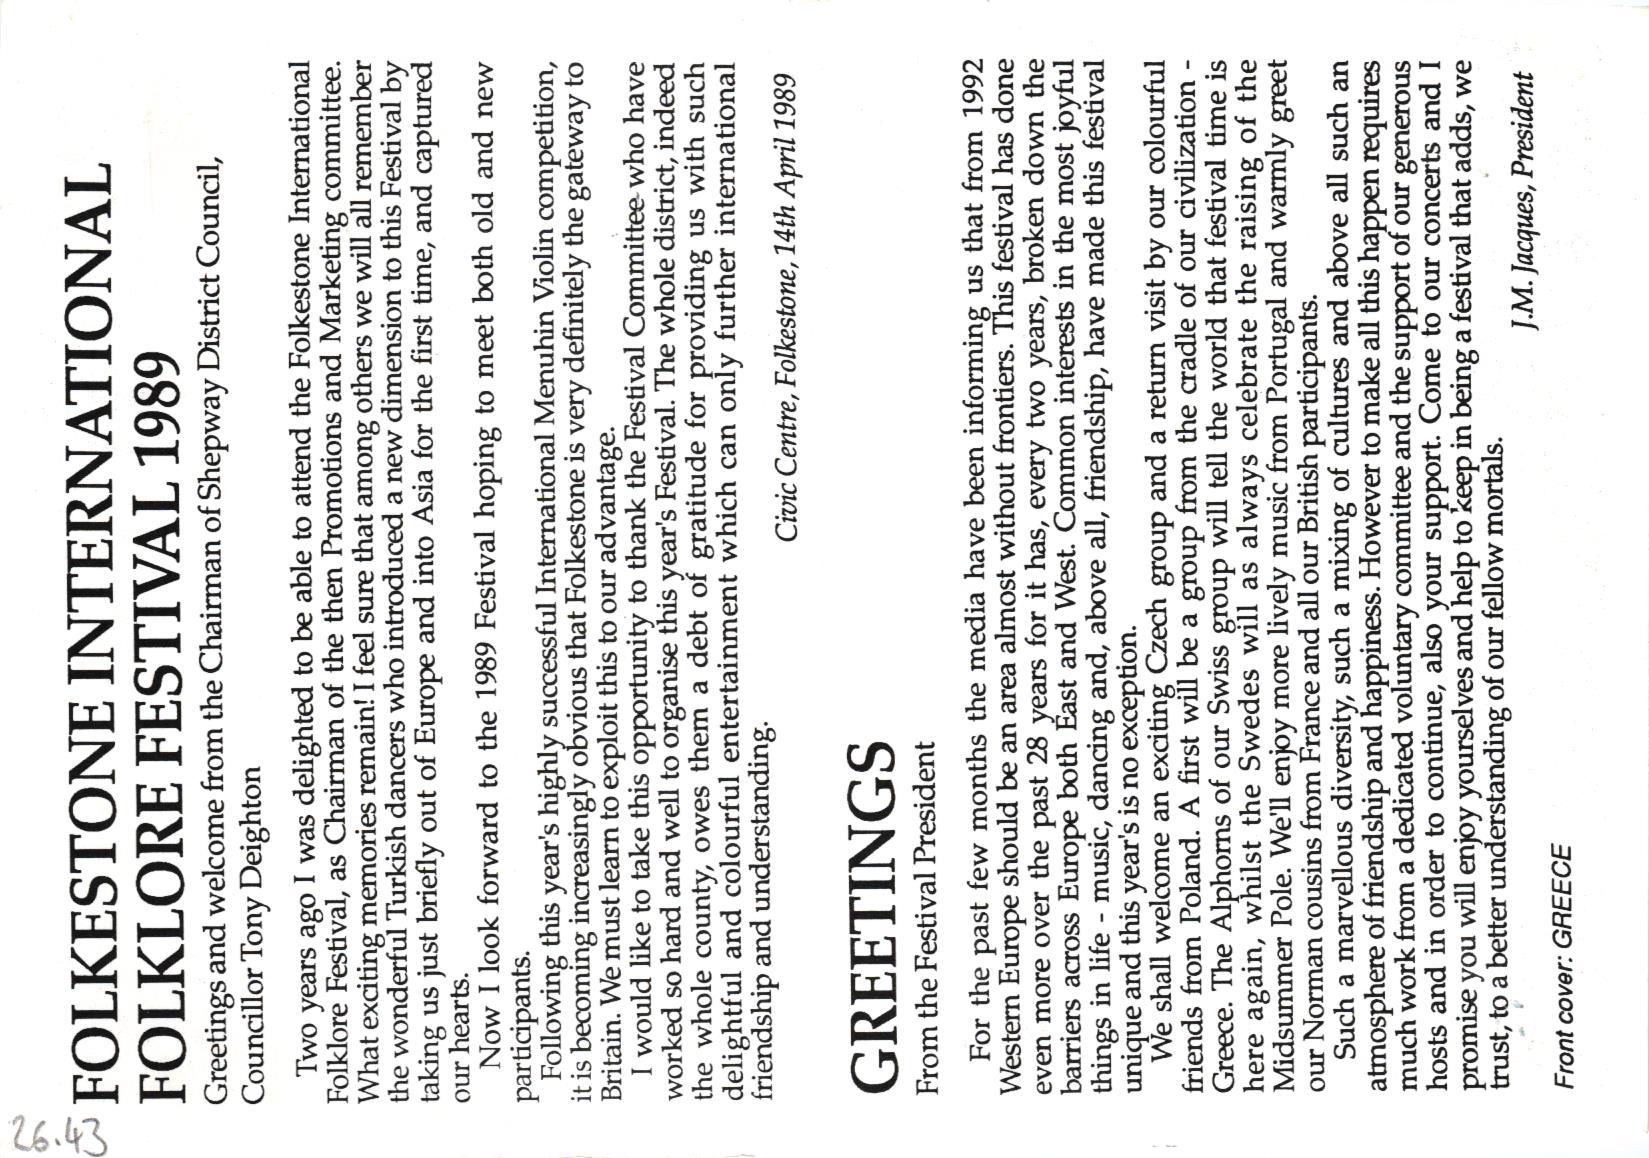 26.43
FOLKESTONE INTERNATIONAL
FOLKLORE FESTIVAL 1989
Greetings and welcome from the Chairman of Shepway District Council,
Councillor Tony Deighton
Two years ago I was delighted to be able to attend the Folkestone International
Folklore Festival, as Chairman of the then Promotions and Marketing committee.
What exciting memories remain! I feel sure that among others we will all remember
the wonderful Turkish dancers who introduced a new dimension to this Festival by
taking us just briefly out of Europe and into Asia for the first time, and captured
our hearts.
Now I look forward to the 1989 Festival hoping to meet both old and new
participants.
Following this year's highly successful International Menuhin Violin competition,
it is becoming increasingly obvious that Folkestone is very definitely the gateway to
Britain. We must learn to exploit this to our advantage.
I would like to take this opportunity to thank the Festival Committee who have
worked so hard and well to organise this year's Festival. The whole district, indeed
the whole county, owes them a debt of gratitude for providing us with such
delightful and colourful entertainment which can only further international
friendship and understanding.
Civic Centre, Folkestone, 14th April 1989
GREETINGS
From the Festival President
For the past few months the media have been informing us that from 1992
Western Europe should be an area almost without frontiers. This festival has done
even more over the past 28 years for it has, every two years, broken down the
barriers across Europe both East and West. Common interests in the most joyful
things in life - music, dancing and, above all, friendship, have made this festival
unique and this year's is no exception.
We shall welcome an exciting Czech group and a return visit by our colourful
friends from Poland. A first will be a group from the cradle of our civilization -
Greece. The Alphorns of our Swiss group will tell the world that festival time is
here again, whilst the Swedes will as always celebrate the raising of the
Midsummer Pole. We'll enjoy more lively music from Portugal and warmly greet
our Norman cousins from France and all our British participants.
Such a marvellous diversity, such a mixing of cultures and above all such an
atmosphere of friendship and happiness. However to make all this happen requires
much work from a dedicated voluntary committee and the support of our generous
hosts and in order to continue, also your support. Come to our concerts and I
promise you will enjoy yourselves and help to keep in being a festival that adds, we
trust, to a better understanding of our fellow mortals.
J.M. Jacques, President
Front cover: GREECE